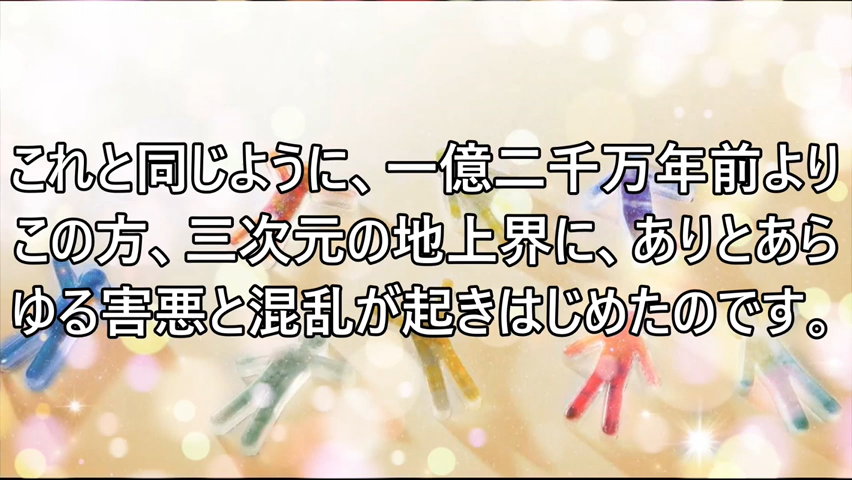 これと同じように、一億二千万年前より
この方、三次元の地上界に、ありとあら
ゆる害悪と混乱が起きはじめたのです。